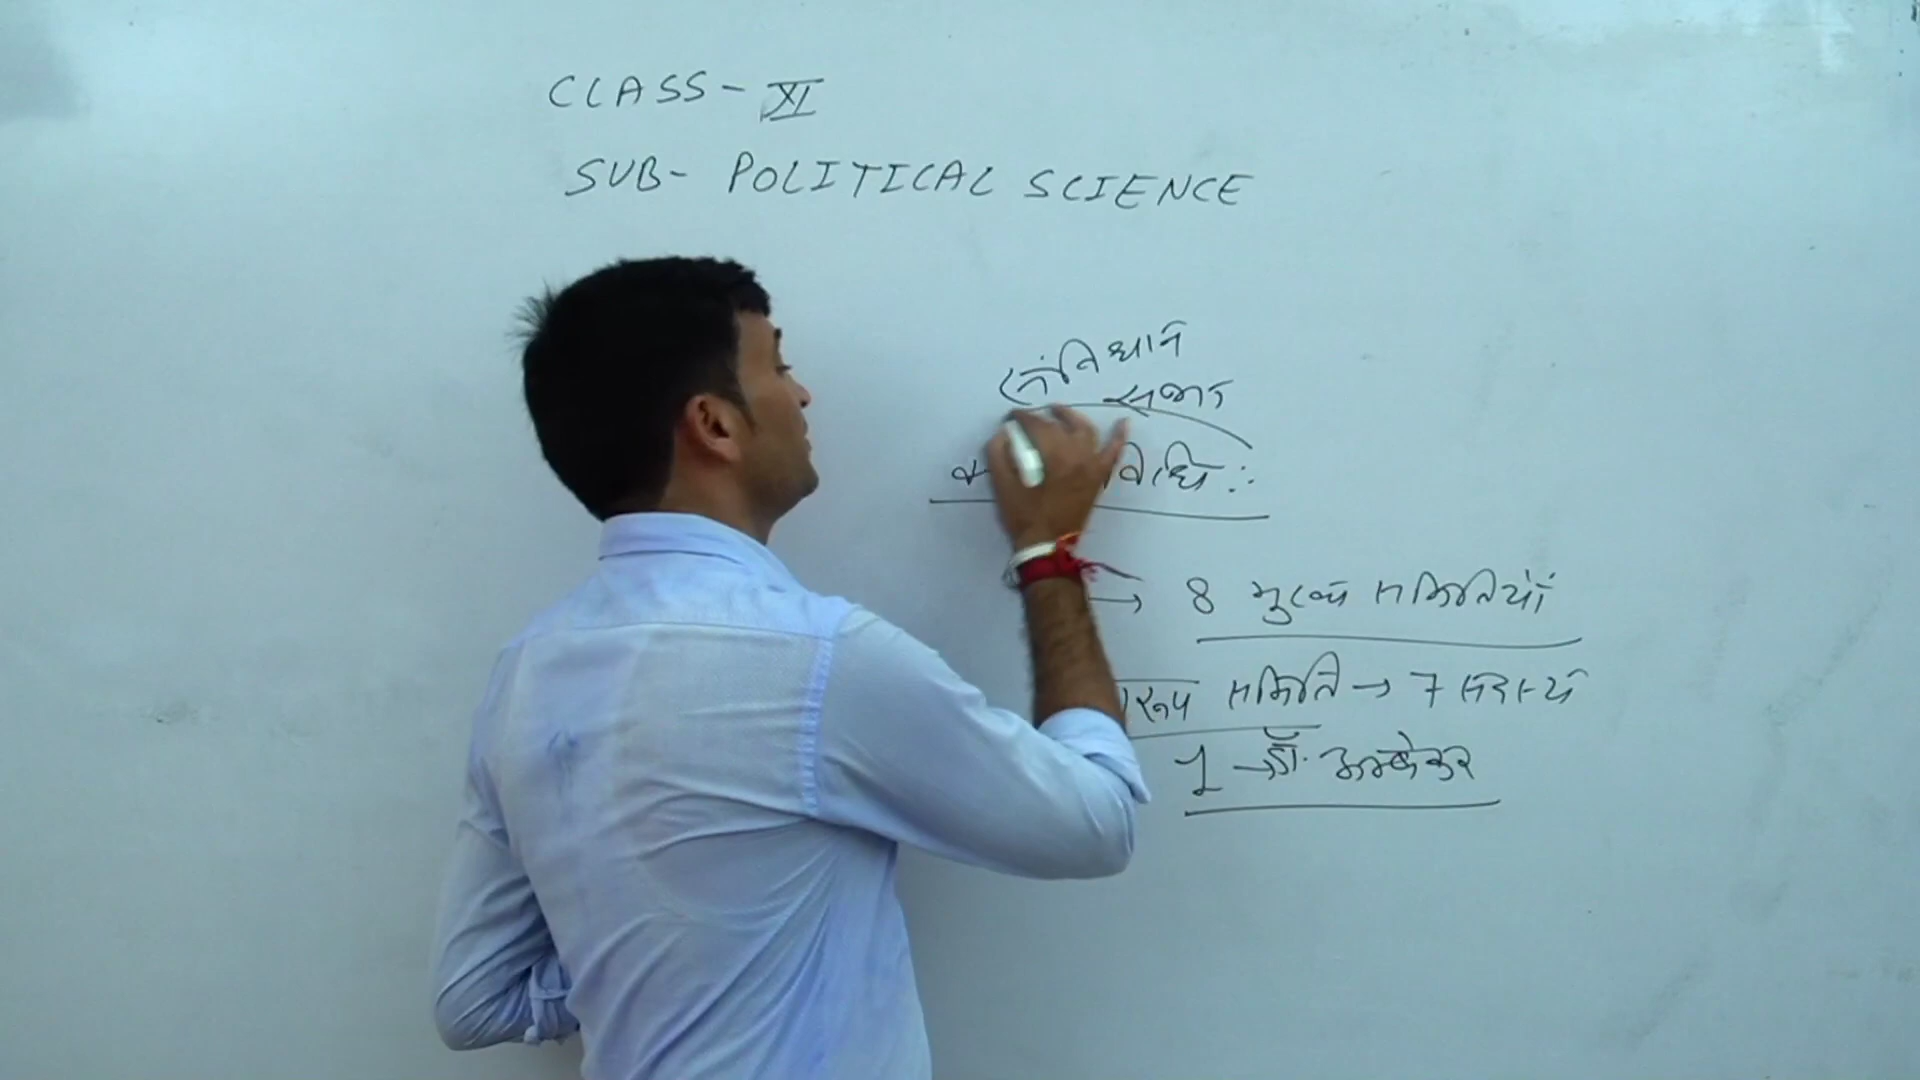 CLASS - XI
SUB- POLITICAL SCIENCE
संविधान
सभा
विधि :-
→ 8 मुख्य समितियाँ
समिति → 7 सदस्य
1 → डॉ. अम्बेडकर